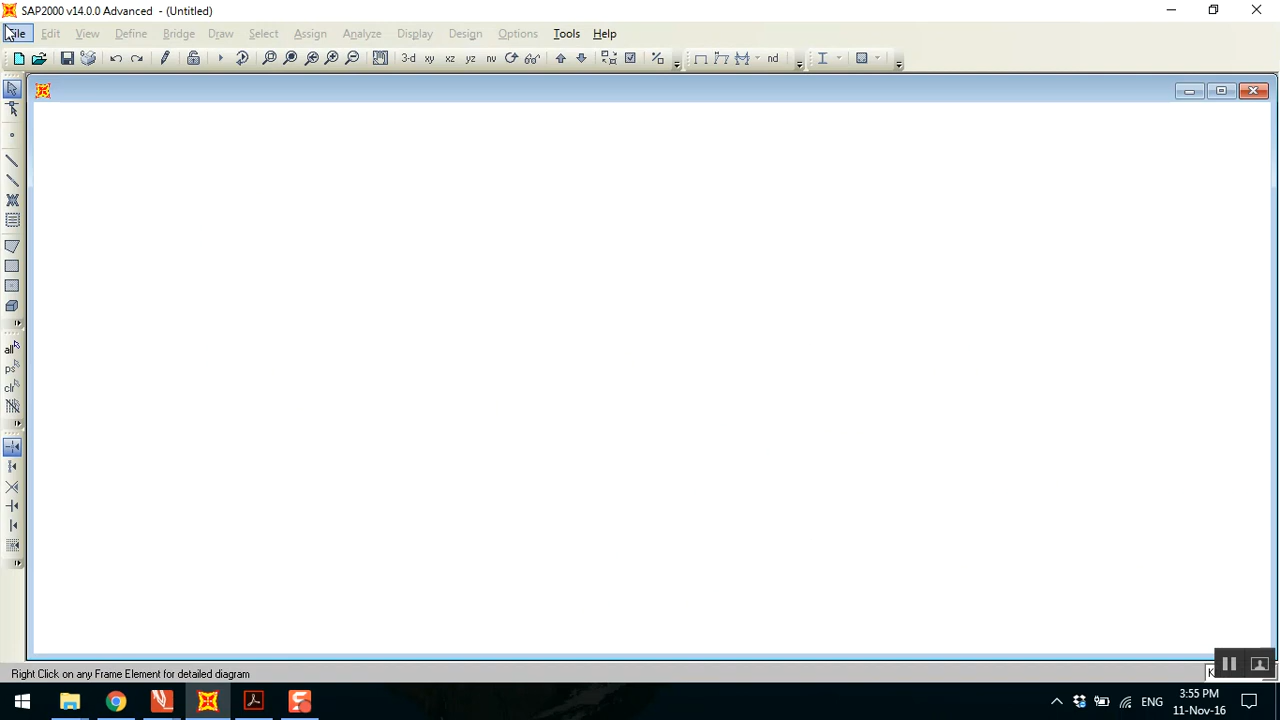 SAP2000 v14.0.0 Advanced - (Untitled)
File Edit View Define Bridge Draw Select Assign Analyze Display Design Options Tools Help
3-d xy xz yz nv nd
all
ps
clr
Right Click on any Frame Element for detailed diagram
ENG
3:55 PM
11-Nov-16